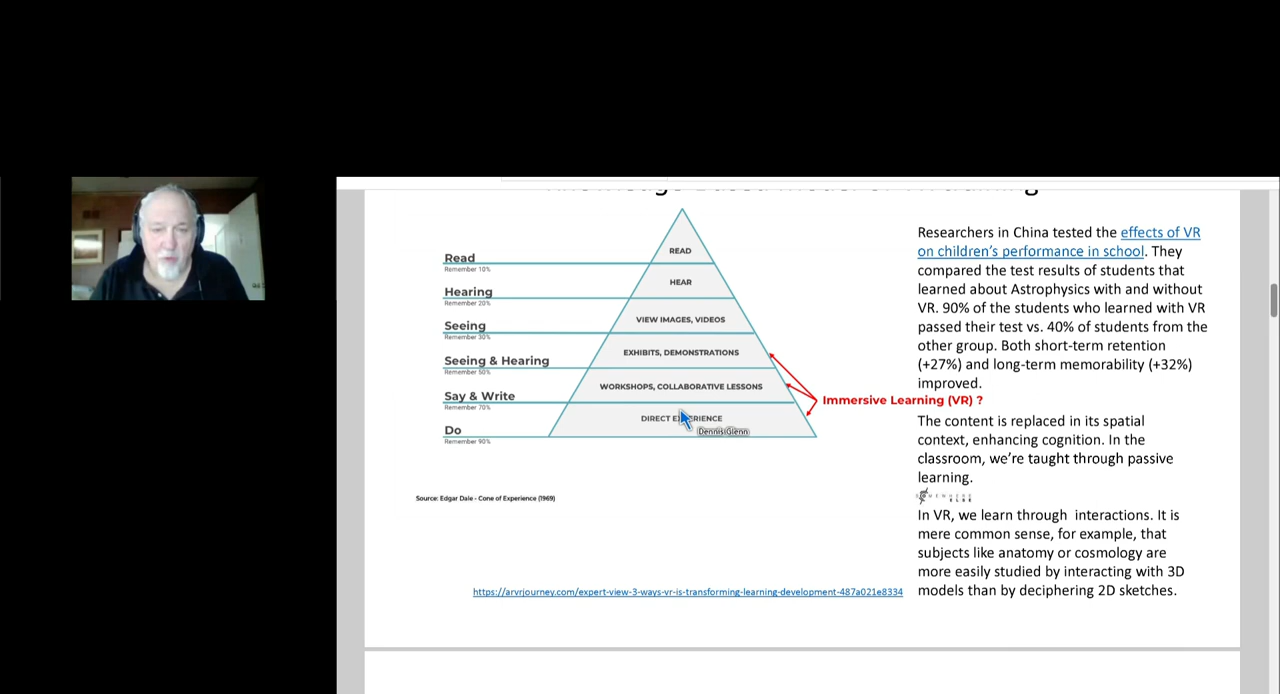 READ
Read
Remember 10%
HEAR
Hearing
Remember 20%
VIEW IMAGES, VIDEOS
Seeing
Remember 30%
EXHIBITS, DEMONSTRATIONS
Seeing & Hearing
Remember 50%
WORKSHOPS, COLLABORATIVE LESSONS
Say & Write
Remember 70%
DIRECT EXPERIENCE
Dennis Glenn
Do
Remember 90%
Immersive Learning (VR) ?
Source: Edgar Dale - Cone of Experience (1969)
https://arvrjourney.com/expert-view-3-ways-vr-is-transforming-learning-development-487a021e8334
Researchers in China tested the effects of VR
on children's performance in school. They
compared the test results of students that
learned about Astrophysics with and without
VR. 90% of the students who learned with VR
passed their test vs. 40% of students from the
other group. Both short-term retention
(+27%) and long-term memorability (+32%)
improved.
The content is replaced in its spatial
context, enhancing cognition. In the
classroom, we're taught through passive
learning.
In VR, we learn through interactions. It is
mere common sense, for example, that
subjects like anatomy or cosmology are
more easily studied by interacting with 3D
models than by deciphering 2D sketches.